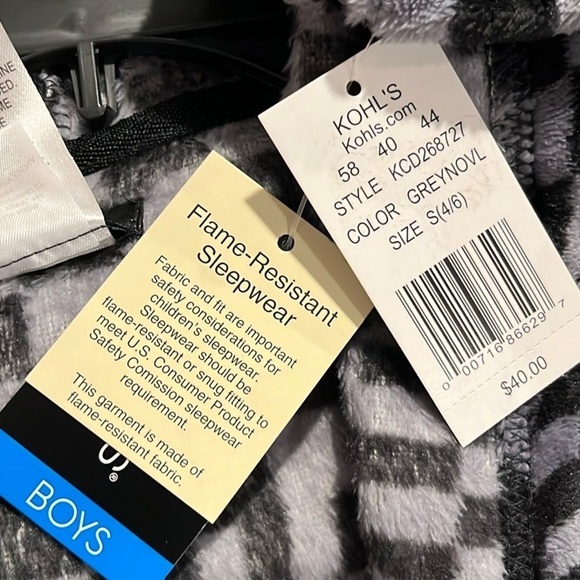 KOHL'S
Kohls.com
58 40 44
STYLE KCD268727
COLOR GREYNOVL
SIZE S(4/6)
0 00716 86629 7
$40.00
Flame-Resistant
Sleepwear
Fabric and fit are important
safety considerations for
children's sleepwear.
Sleepwear should be
flame-resistant or snug fitting to
meet U.S. Consumer Product
Safety Comission sleepwear
requirement.
This garment is made of
flame-resistant fabric.
S®
BOYS